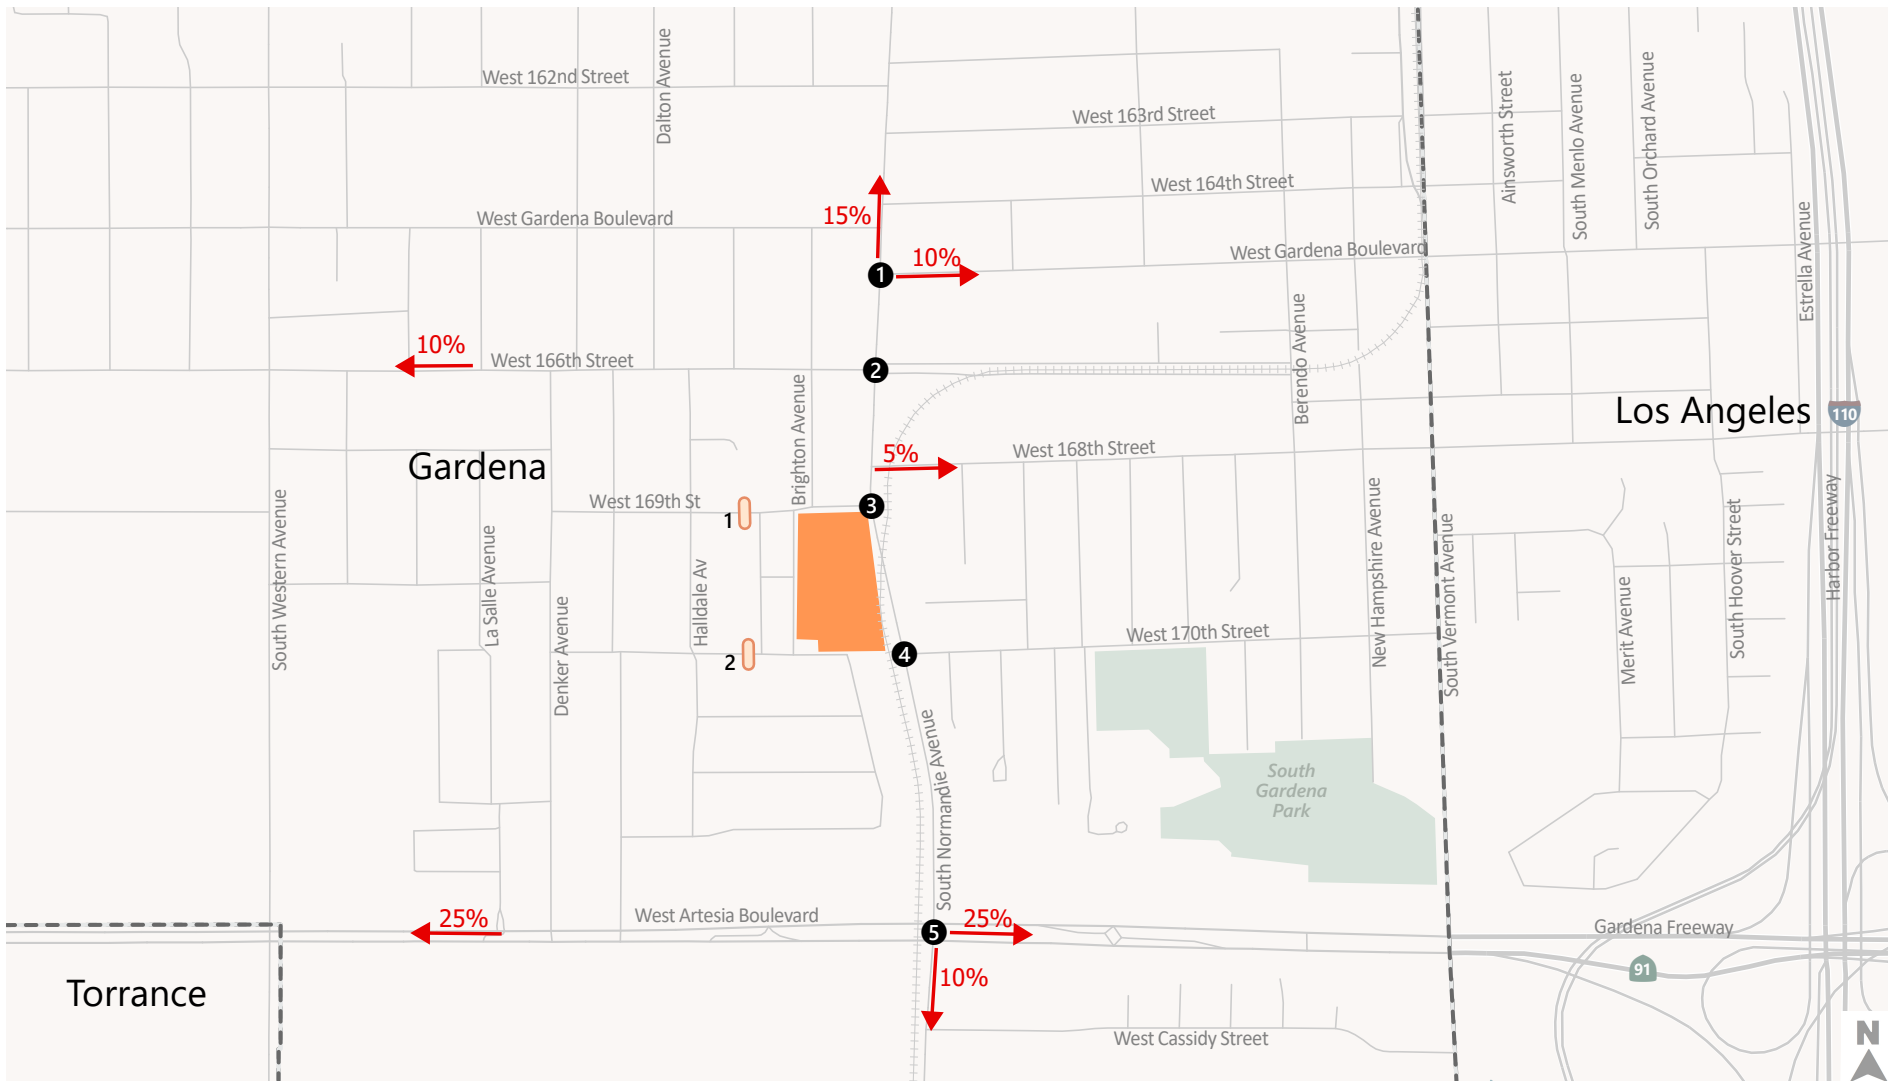 West 162nd Street
Dalton Avenue
West 163rd Street
Ainsworth Street
South Menlo Avenue
South Orchard Avenue
West 164th Street
15%
West Gardena Boulevard
10%
West Gardena Boulevard
1
Estrella Avenue
10%
West 166th Street
2
Berendo Avenue
Brighton Avenue
Los Angeles
110
5%
West 168th Street
Gardena
West 169th St
1
3
South Western Avenue
La Salle Avenue
Halldale Av
Denker Avenue
New Hampshire Avenue
South Vermont Avenue
South Hoover Street
Harbor Freeway
Merit Avenue
2
4
West 170th Street
South Normandie Avenue
South
Gardena
Park
25%
West Artesia Boulevard
5
25%
Gardena Freeway
91
10%
Torrance
West Cassidy Street
N